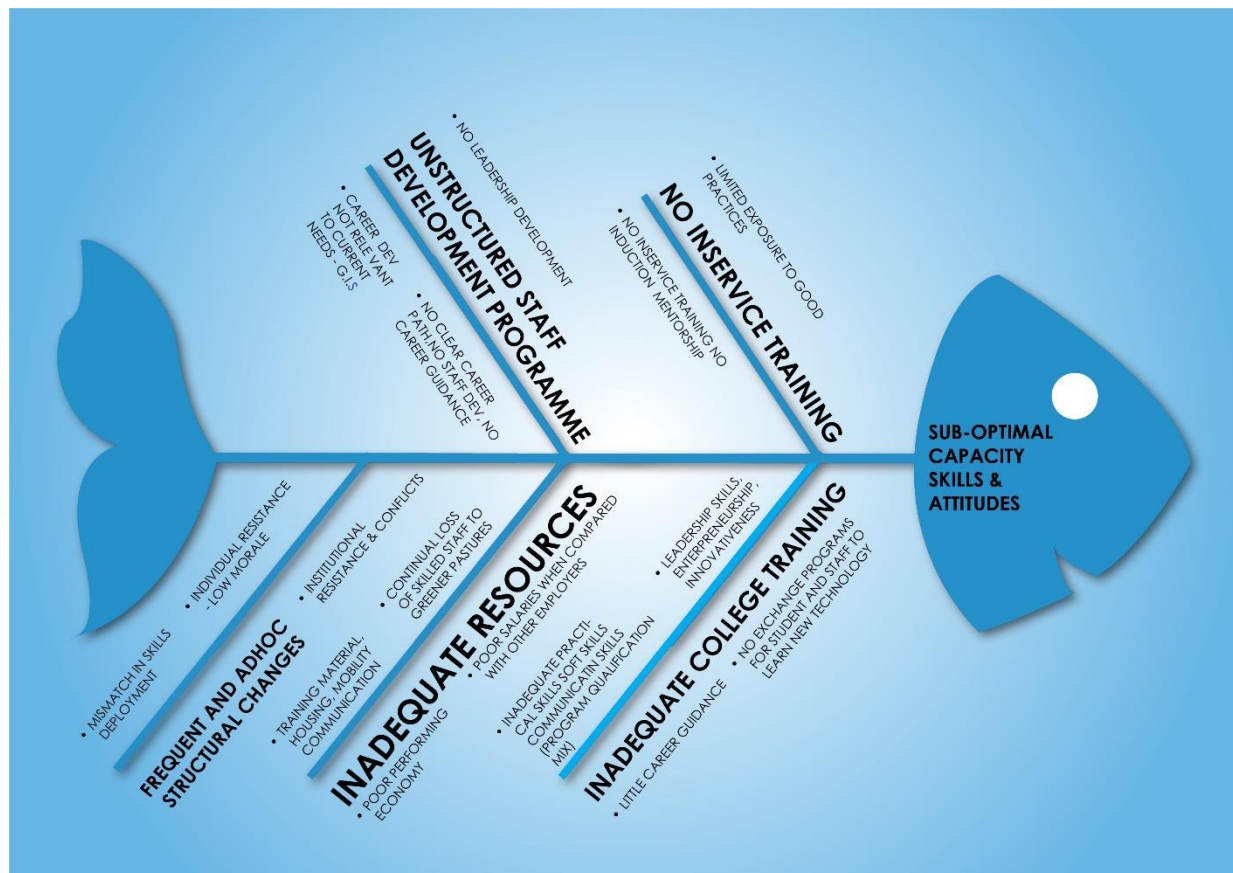 • NO LEADERSHIP DEVELOPMENT
UNSTRUCTURED STAFF
DEVELOPMENT PROGRAMME
• CAREER DEV
NOT RELE VANT
TO CURRENT
NEEDS - G.I.S
• NO CLEAR CAREER
PATH.NO STAFF DEV, NO
CAREER GUIDANCE
• LIMITED EXPOSURE TO GOOD
PRACTICES
NO INSERVICE TRAINING
• NO INSERVICE TRAINING NO
INDUCTION MENTORSHIP
SUB-OPTIMAL
CAPACITY
SKILLS &
ATTITUDES
• MISMATCH IN SKILLS
DEPLOYMENT
• INDIVIDUAL RESISTANCE
- LOW MORALE
FREQUENT AND ADHOC
STRUCTURAL CHANGES
• INSTITUTIONAL
RESISTANCE & CONFLICTS
• TRAINING MATERIAL,
HOUSING, MOBILITY
COMMUNICATION
• CONTINUAL LOSS
OF SKILLED STAFF TO
GREENER PASTURES
INADEQUATE RESOURCES
• POOR PERFORMING
ECONOMY
• POOR SALARIES WHEN COMPARED
WITH OTHER EMPLOYERS
• INADEQUATE PRACTI-
CAL SKILLS SOFT SKILLS
COMMUNICATIN SKILLS
(PROGRAM QUALIFICATION
MIX)
• LEADERSHIP SKILLS,
ENTERPRENEURSHIP,
INNOVATIVENESS
INADEQUATE COLLEGE TRAINING
• LITTLE CAREER GUIDANCE
• NO EXCHANGE PROGRAMS
FOR STUDENT AND STAFF TO
LEARN NEW TECHNOLOGY